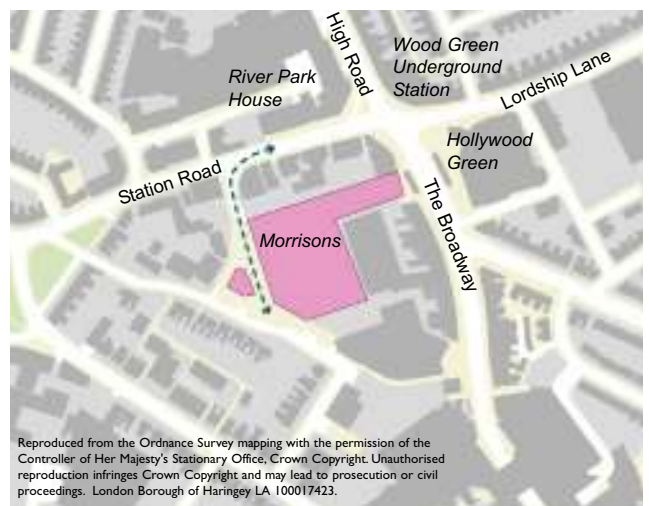 High Road
Wood Green
Underground
Station
River Park
House
Lordship Lane
Hollywood
Green
Station Road
The Broadway
Morrisons
Reproduced from the Ordnance Survey mapping with the permission of the
Controller of Her Majesty's Stationary Office, Crown Copyright. Unauthorised
reproduction infringes Crown Copyright and may lead to prosecution or civil
proceedings. London Borough of Haringey LA 100017423.